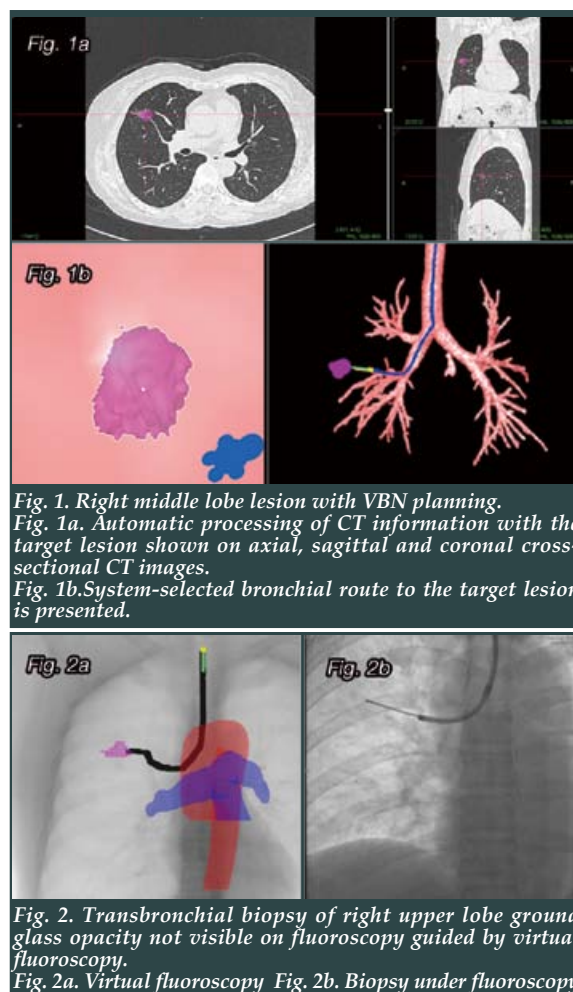 Fig. 1a
Fig. 1b
Fig. 1. Right middle lobe lesion with VBN planning.
Fig. 1a. Automatic processing of CT information with the
target lesion shown on axial, sagittal and coronal cross-
sectional CT images.
Fig. 1b.System-selected bronchial route to the target lesion
is presented.
Fig. 2a
Fig. 2b
Fig. 2. Transbronchial biopsy of right upper lobe ground
glass opacity not visible on fluoroscopy guided by virtual
fluoroscopy.
Fig. 2a. Virtual fluoroscopy Fig. 2b. Biopsy under fluoroscopy